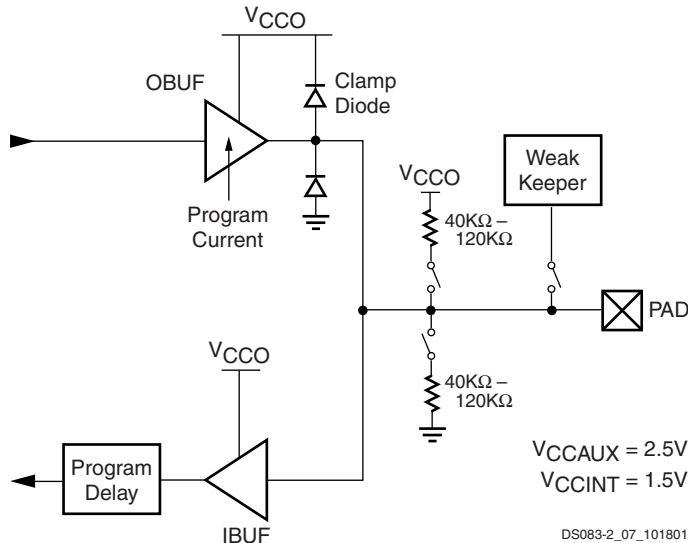 VCCO
OBUF
Clamp
Diode
Program
Current
VCCO
40KΩ –
120KΩ
Weak
Keeper
PAD
40KΩ –
120KΩ
VCCO
Program
Delay
IBUF
VCCAUX = 2.5V
VCCINT = 1.5V
DS083-2_07_101801